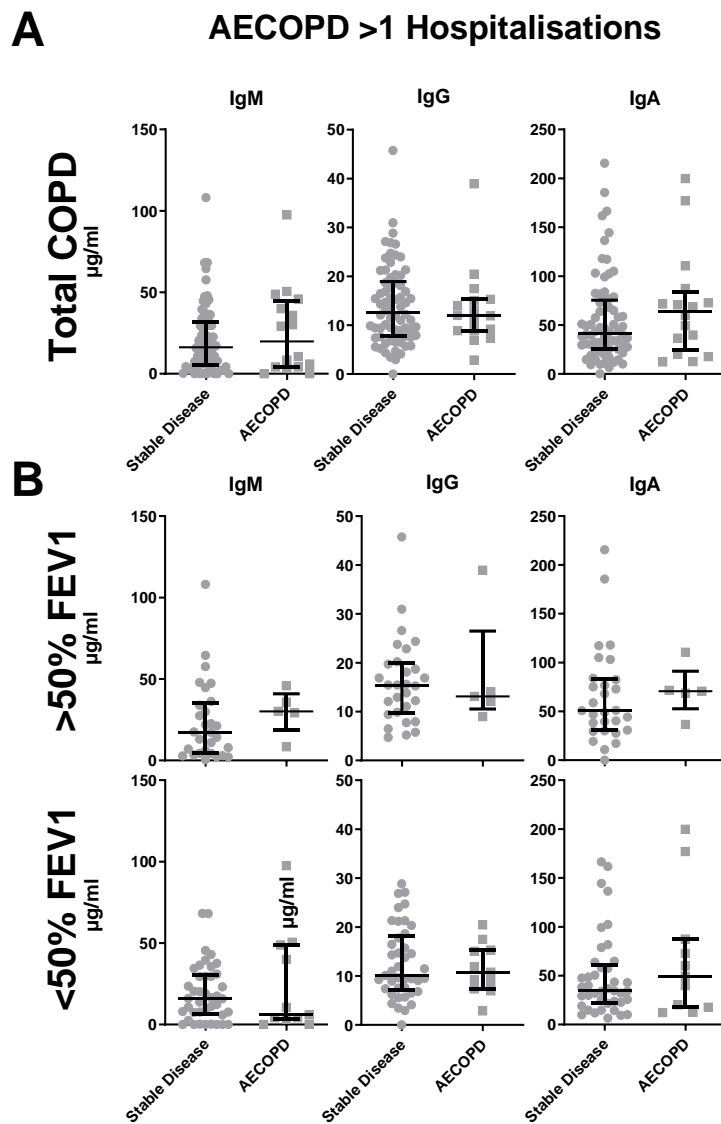 A
AECOPD >1 Hospitalisations
IgM
IgG
IgA
Total COPD
µg/ml
150
100
50
0
50
40
30
20
10
0
250
200
150
100
50
0
Stable Disease
AECOPD
Stable Disease
AECOPD
Stable Disease
AECOPD
B
IgM
IgG
IgA
>50% FEV1
µg/ml
150
100
50
0
50
40
30
20
10
0
250
200
150
100
50
0
<50% FEV1
µg/ml
150
100
50
0
µg/ml
50
40
30
20
10
0
250
200
150
100
50
0
Stable Disease
AECOPD
Stable Disease
AECOPD
Stable Disease
AECOPD